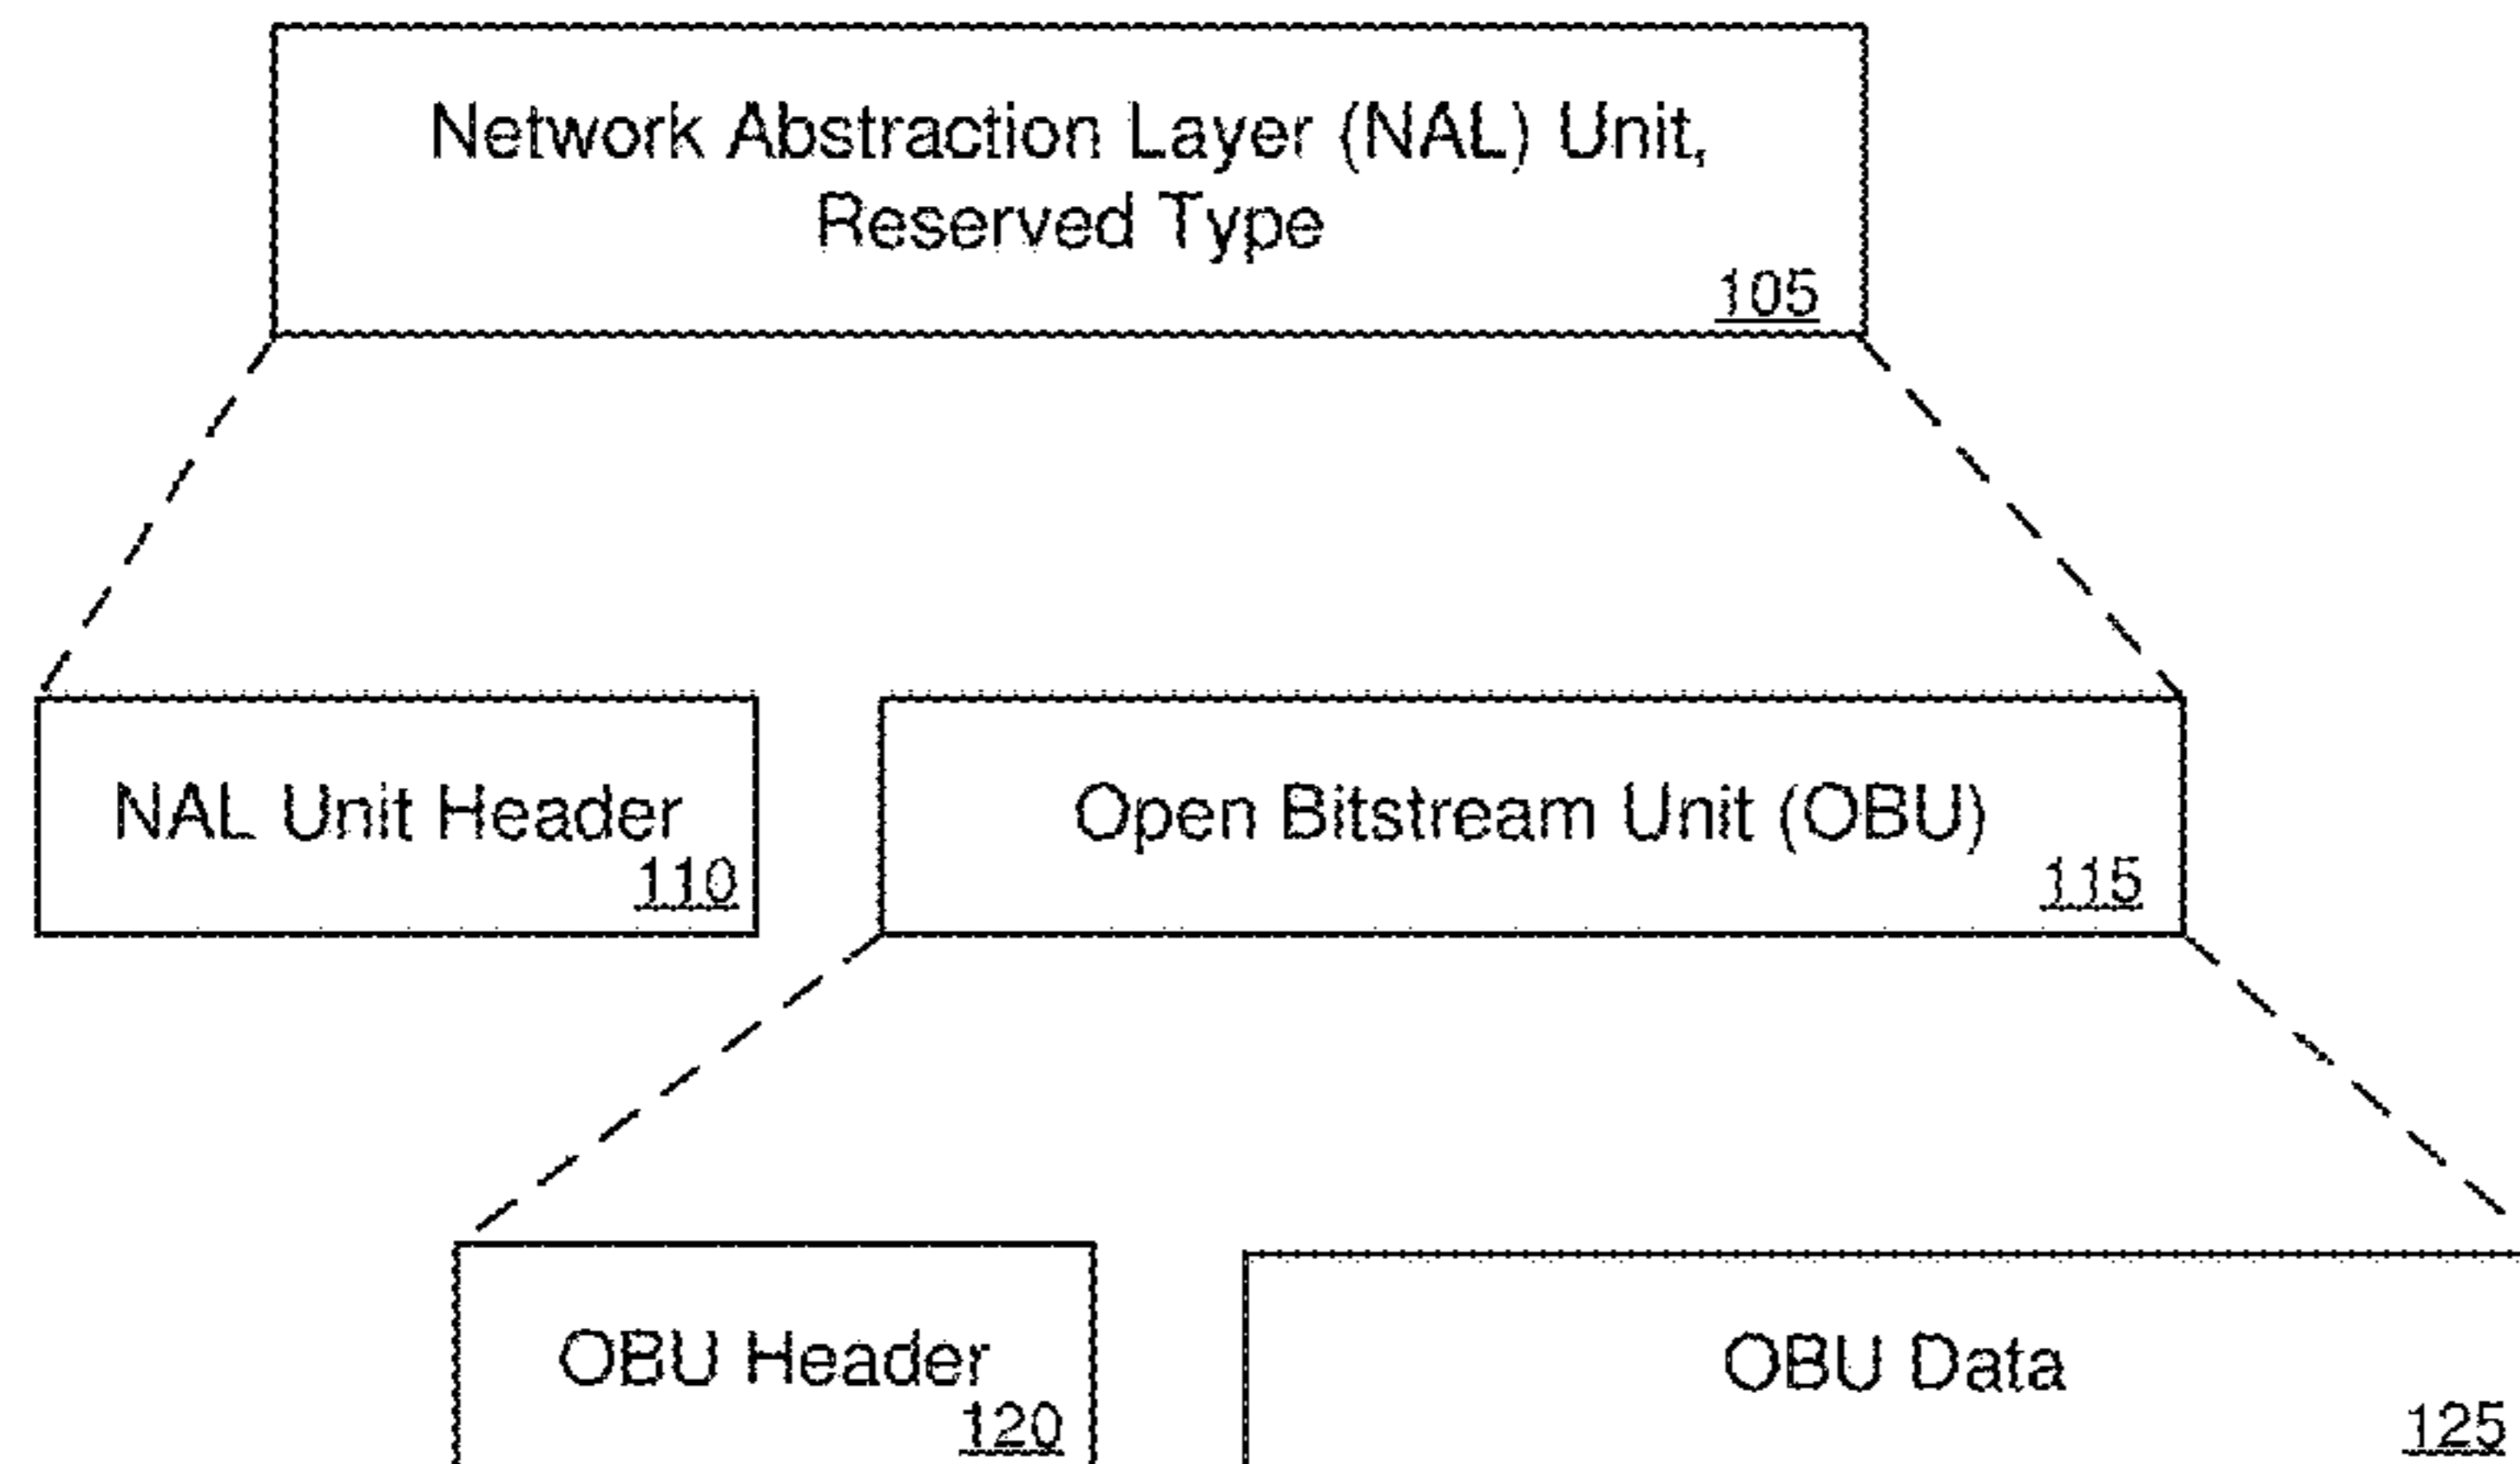 Network Abstraction Layer (NAL) Unit,
Reserved Type
105
NAL Unit Header
110
Open Bitstream Unit (OBU)
115
OBU Header
120
OBU Data
125